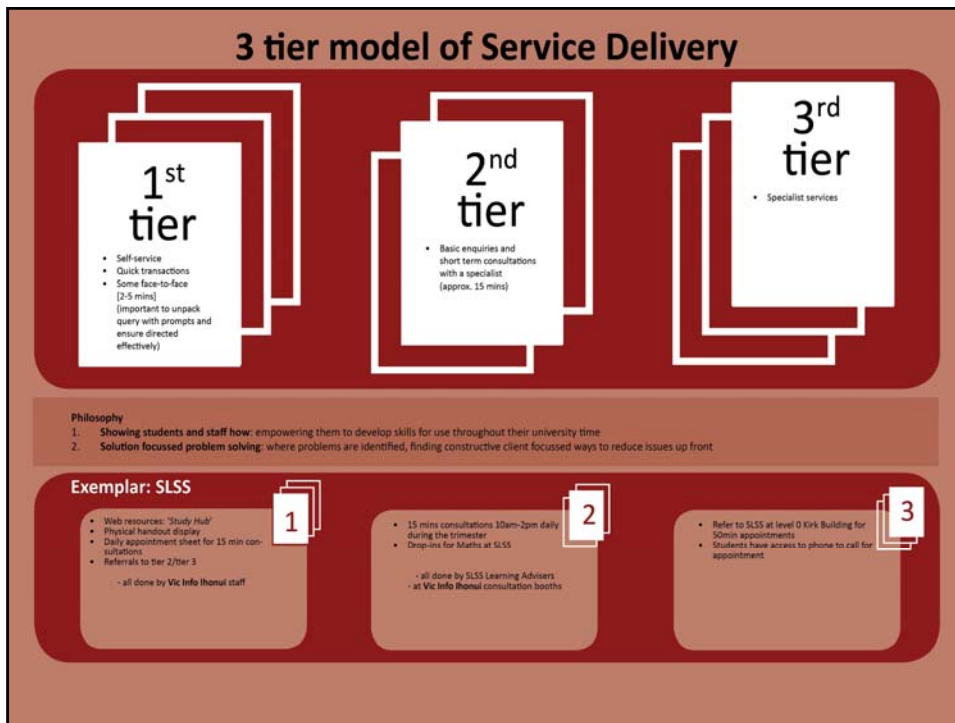 3 tier model of Service Delivery
1st
tier
• Self-service
• Quick transactions
• Some face-to-face
[2-5 mins]
(important to unpack
query with prompts and
ensure directed
effectively)
2nd
tier
• Basic enquiries and
short term consultations
with a specialist
(approx. 15 mins)
3rd
tier
• Specialist services
Philosophy
1. Showing students and staff how: empowering them to develop skills for use throughout their university time
2. Solution focussed problem solving: where problems are identified, finding constructive client focussed ways to reduce issues up front
Exemplar: SLSS
1
• Web resources: 'Study Hub'
• Physical handout display
• Daily appointment sheet for 15 min con-
sultations
• Referrals to tier 2/tier 3
- all done by Vic Info Ihonui staff
2
• 15 mins consultations 10am-2pm daily
during the trimester
• Drop-ins for Maths at SLSS
- all done by SLSS Learning Advisers
- at Vic Info Ihonui consultation booths
3
• Refer to SLSS at level 0 Kirk Building for
50min appointments
• Students have access to phone to call for
appointment